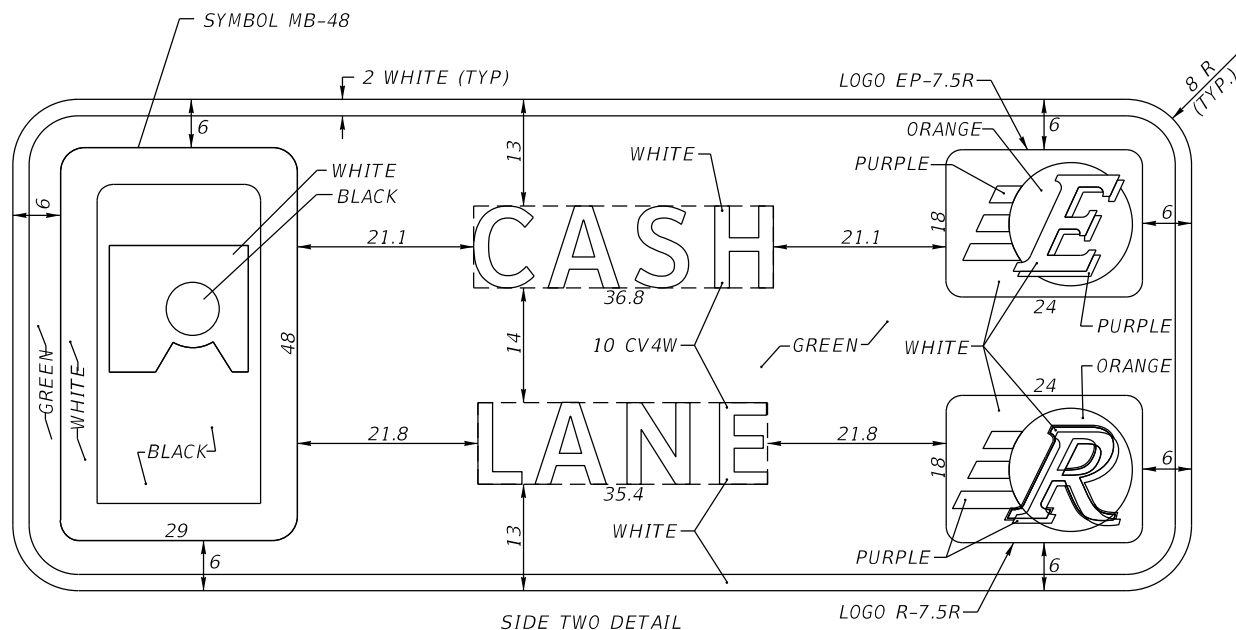 SYMBOL MB-48
2 WHITE (TYP)
LOGO EP-7.5R
8 R
(TYP.)
6
13
6
ORANGE
WHITE
PURPLE
WHITE
BLACK
6
CASH
E
18
6
21.1
21.1
36.8
24
PURPLE
48
14
10 CV4W
GREEN
WHITE
GREEN
WHITE
ORANGE
24
LANE
R
BLACK
21.8
21.8
18
6
35.4
29
13
WHITE
PURPLE
6
6
SIDE TWO DETAIL
LOGO R-7.5R